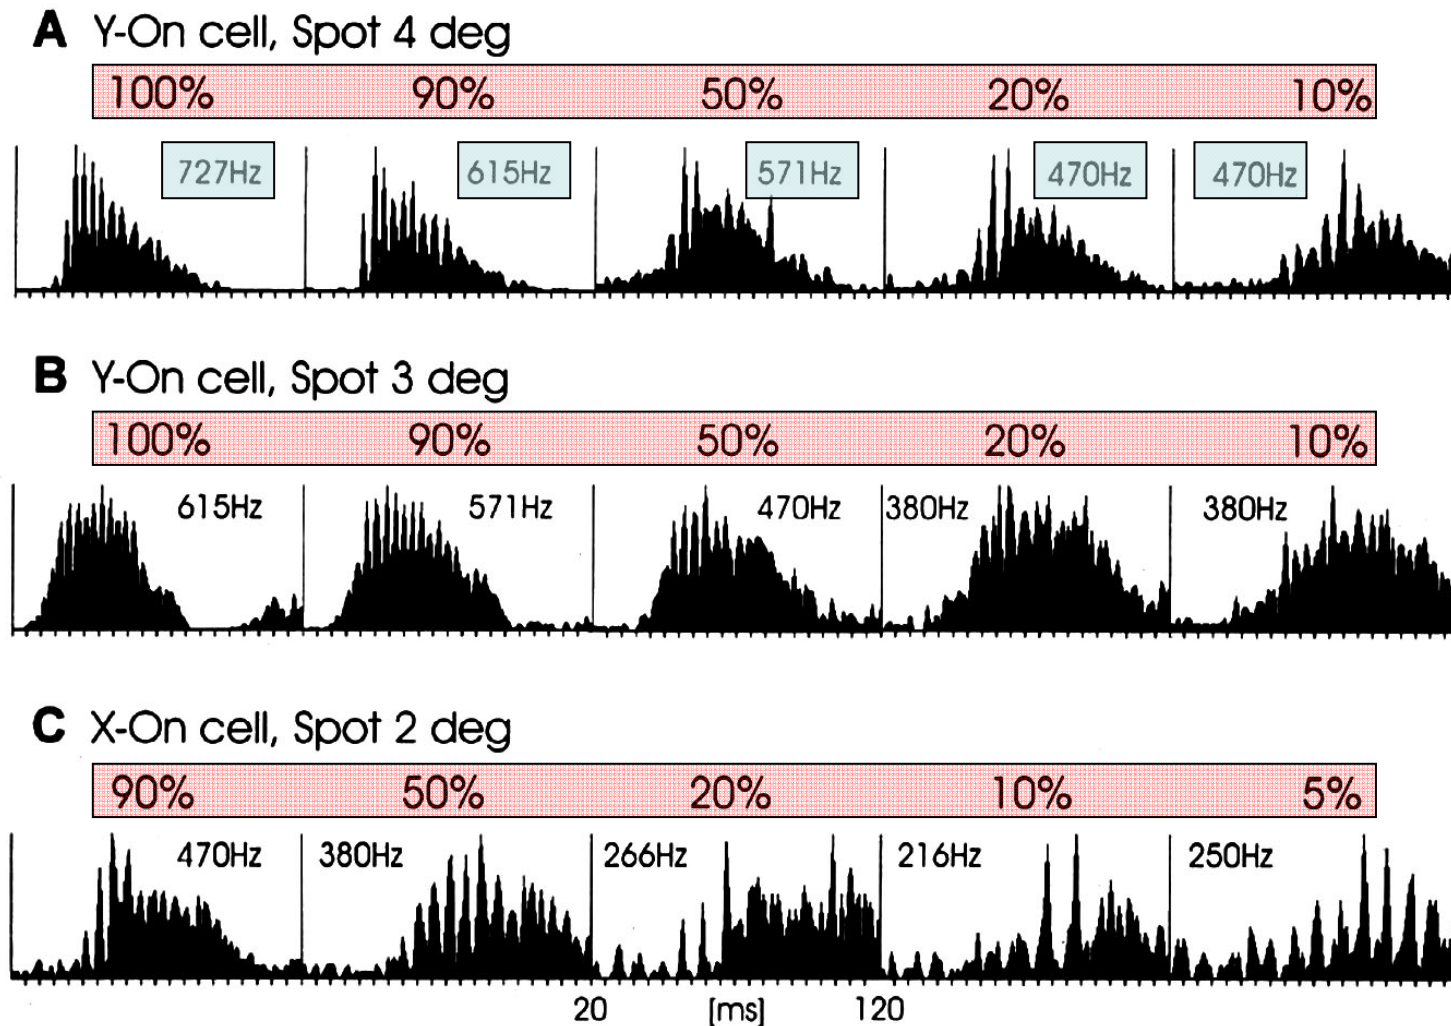 A Y-On cell, Spot 4 deg
100% 90% 50% 20% 10%
727Hz 615Hz 571Hz 470Hz 470Hz
B Y-On cell, Spot 3 deg
100% 90% 50% 20% 10%
615Hz 571Hz 470Hz 380Hz 380Hz
C X-On cell, Spot 2 deg
90% 50% 20% 10% 5%
470Hz 380Hz 266Hz 216Hz 250Hz
20 [ms] 120